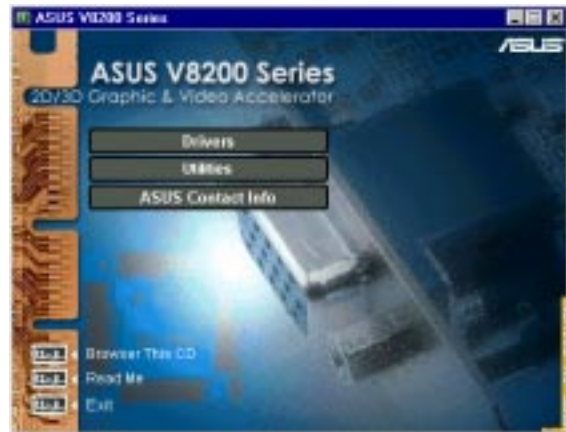 ASUS V8200 Series
ASUS
ASUS V8200 Series
2D/3D Graphic & Video Accelerator
Drivers
Utilities
ASUS Contact Info
Browser This CD
Read Me
Exit